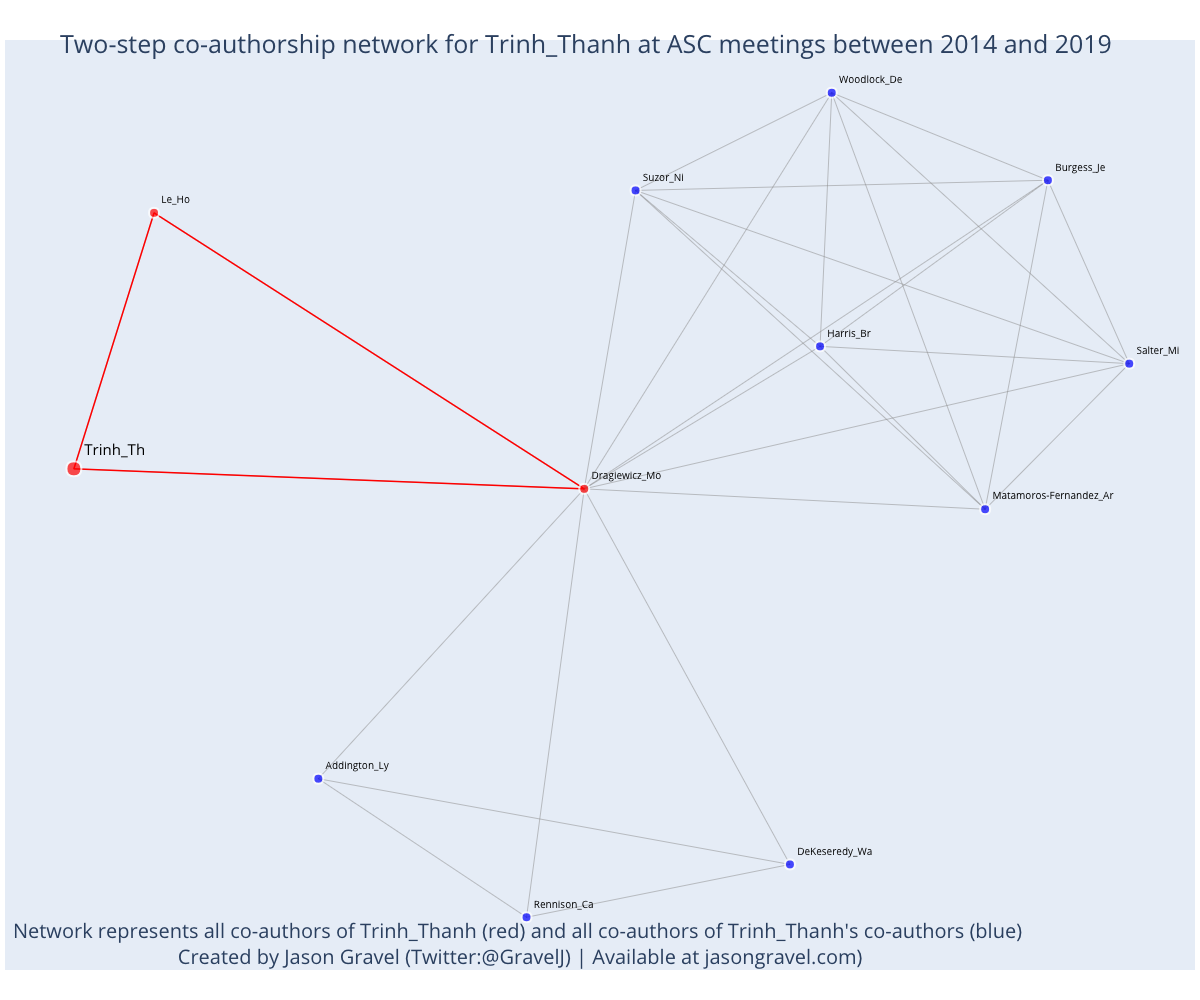 Two-step co-authorship network for Trinh_Thanh at ASC meetings between 2014 and 2019
Woodlock_De
Burgess_Je
Suzor_Ni
Le_Ho
Harris_Br
Salter_Mi
Trinh_Th
Dragiewicz_Mo
Matamoros-Fernandez_Ar
Addington_Ly
DeKeseredy_Wa
Rennison_Ca
Network represents all co-authors of Trinh_Thanh (red) and all co-authors of Trinh_Thanh's co-authors (blue)
Created by Jason Gravel (Twitter:@GravelJ) | Available at jasongravel.com)